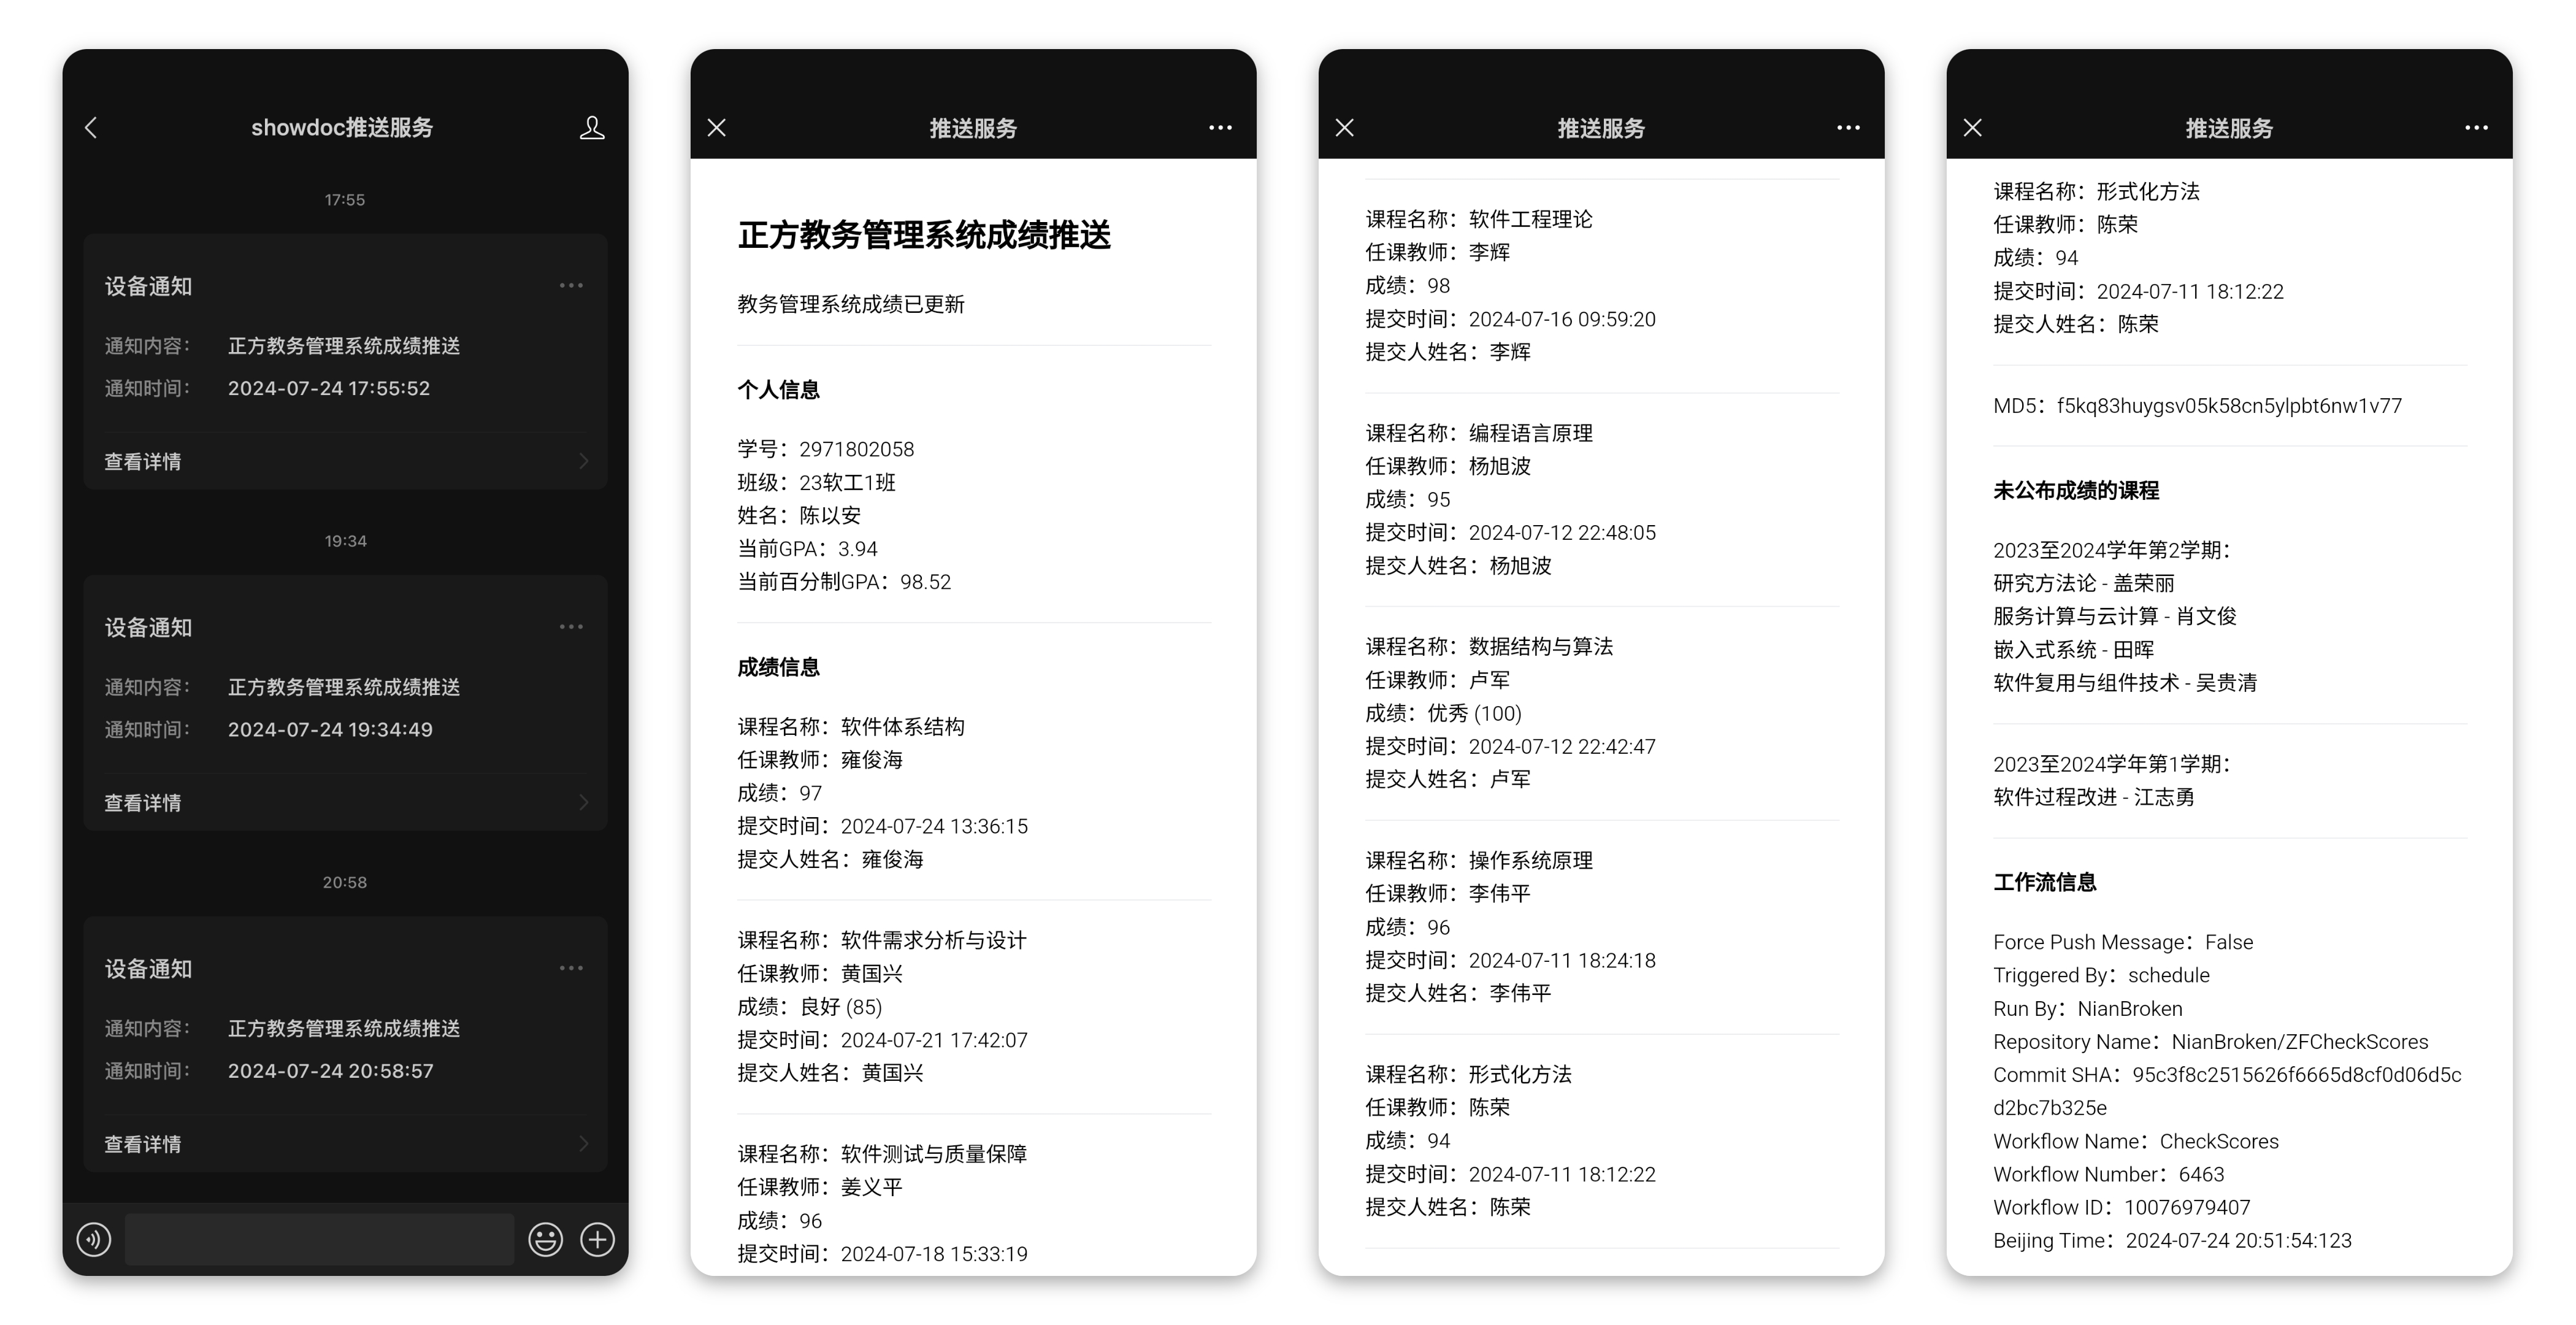 showdoc推送服务
17:55
设备通知
通知内容： 正方教务管理系统成绩推送
通知时间： 2024-07-24 17:55:52
查看详情
19:34
设备通知
通知内容： 正方教务管理系统成绩推送
通知时间： 2024-07-24 19:34:49
查看详情
20:58
设备通知
通知内容： 正方教务管理系统成绩推送
通知时间： 2024-07-24 20:58:57
查看详情
推送服务
正方教务管理系统成绩推送
教务管理系统成绩已更新
个人信息
学号：2971802058
班级：23软工1班
姓名：陈以安
当前GPA：3.94
当前百分制GPA：98.52
成绩信息
课程名称：软件体系结构
任课教师：雍俊海
成绩：97
提交时间：2024-07-24 13:36:15
提交人姓名：雍俊海
课程名称：软件需求分析与设计
任课教师：黄国兴
成绩：良好 (85)
提交时间：2024-07-21 17:42:07
提交人姓名：黄国兴
课程名称：软件测试与质量保障
任课教师：姜义平
成绩：96
提交时间：2024-07-18 15:33:19
推送服务
课程名称：软件工程理论
任课教师：李辉
成绩：98
提交时间：2024-07-16 09:59:20
提交人姓名：李辉
课程名称：编程语言原理
任课教师：杨旭波
成绩：95
提交时间：2024-07-12 22:48:05
提交人姓名：杨旭波
课程名称：数据结构与算法
任课教师：卢军
成绩：优秀 (100)
提交时间：2024-07-12 22:42:47
提交人姓名：卢军
课程名称：操作系统原理
任课教师：李伟平
成绩：96
提交时间：2024-07-11 18:24:18
提交人姓名：李伟平
课程名称：形式化方法
任课教师：陈荣
成绩：94
提交时间：2024-07-11 18:12:22
提交人姓名：陈荣
推送服务
课程名称：形式化方法
任课教师：陈荣
成绩：94
提交时间：2024-07-11 18:12:22
提交人姓名：陈荣
MD5：f5kq83huygsv05k58cn5ylpbt6nw1v77
未公布成绩的课程
2023至2024学年第2学期：
研究方法论 - 盖荣丽
服务计算与云计算 - 肖文俊
嵌入式系统 - 田晖
软件复用与组件技术 - 吴贵清
2023至2024学年第1学期：
软件过程改进 - 江志勇
工作流信息
Force Push Message：False
Triggered By：schedule
Run By：NianBroken
Repository Name：NianBroken/ZFCheckScores
Commit SHA：95c3f8c2515626f6665d8cf0d06d5c
d2bc7b325e
Workflow Name：CheckScores
Workflow Number：6463
Workflow ID：10076979407
Beijing Time：2024-07-24 20:51:54:123